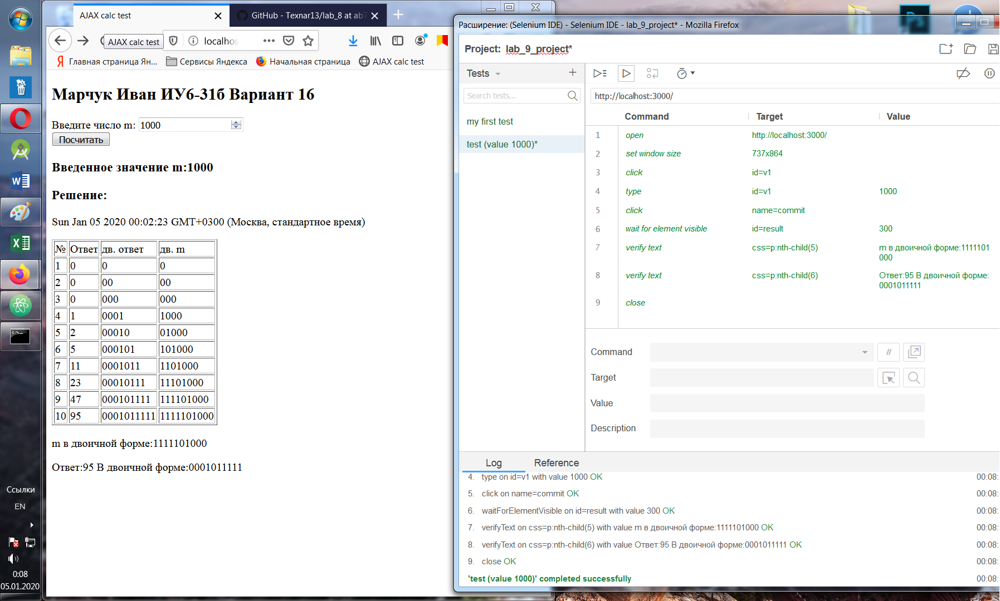 AJAX calc test
GitHub - Texnar13/lab_8 at ab7
AJAX calc test
localhos
Главная страница Ян...
Сервисы Яндекса
Начальная страница
AJAX calc test
Марчук Иван ИУ6-31б Вариант 16
Введите число m: 1000
Посчитать
Введенное значение m:1000
Решение:
Sun Jan 05 2020 00:02:23 GMT+0300 (Москва, стандартное время)
№ Ответ дв. ответ дв. m
1 0 0 0
2 0 00 00
3 0 000 000
4 1 0001 1000
5 2 00010 01000
6 5 000101 101000
7 11 0001011 1101000
8 23 00010111 11101000
9 47 000101111 111101000
10 95 0001011111 1111101000
m в двоичной форме:1111101000
Ответ:95 В двоичной форме:0001011111
Ссылки
EN
0:08
05.01.2020
Расширение: (Selenium IDE) - Selenium IDE - lab_9_project* - Mozilla Firefox
Project: lab_9_project*
Tests
Search tests...
my first test
test (value 1000)*
http://localhost:3000/
Command Target Value
1 open http://localhost:3000/
2 set window size 737x864
3 click id=v1
4 type id=v1 1000
5 click name=commit
6 wait for element visible id=result 300
7 verify text css=p:nth-child(5) m в двоичной форме:1111101
000
8 verify text css=p:nth-child(6) Ответ:95 В двоичной форме:
0001011111
9 close
Command
//
Target
Value
Description
Log Reference
4. type on id=v1 with value 1000 OK 00:08:
5. click on name=commit OK 00:08:
6. waitForElementVisible on id=result with value 300 OK 00:08:
7. verifyText on css=p:nth-child(5) with value m в двоичной форме:1111101000 OK 00:08:
8. verifyText on css=p:nth-child(6) with value Ответ:95 В двоичной форме:0001011111 OK 00:08:
9. close OK 00:08:
'test (value 1000)' completed successfully 00:08: